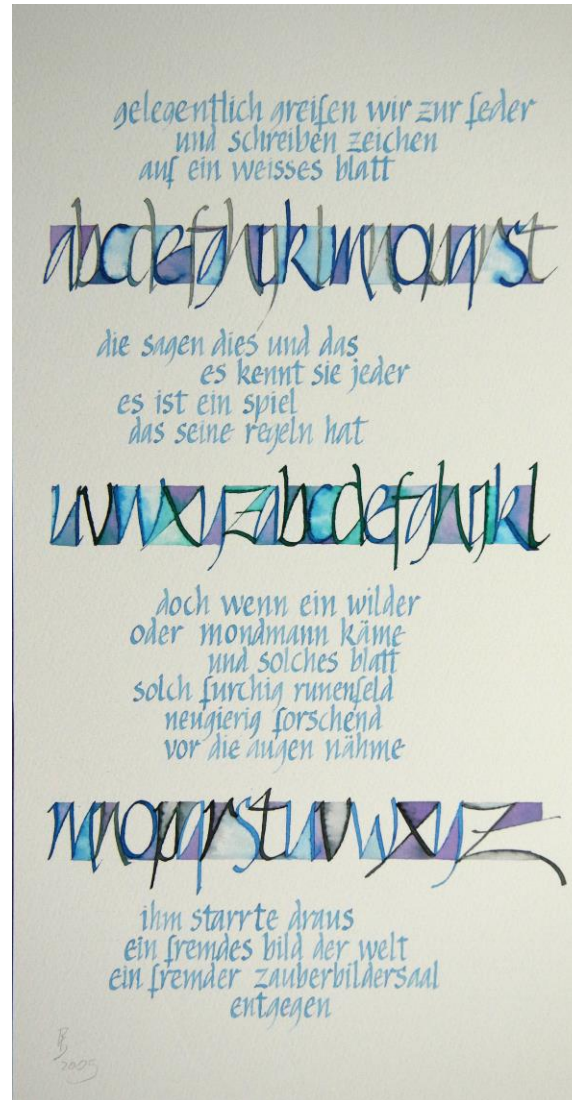 gelegentlich greifen wir zur feder
und schreiben zeichen
auf ein weisses blatt
abcdefghijklmnopqrst
die sagen dies und das
es kennt sie jeder
es ist ein spiel
das seine regeln hat
uvwxyzabcdefghijkl
doch wenn ein wilder
oder mondmann käme
und solches blatt
solch furchig runenfeld
neugierig forschend
vor die augen nähme
mnopqrstuvwxyz
ihm starrte draus
ein fremdes bild der welt
ein fremder zauberbildersaal
entgegen
2005